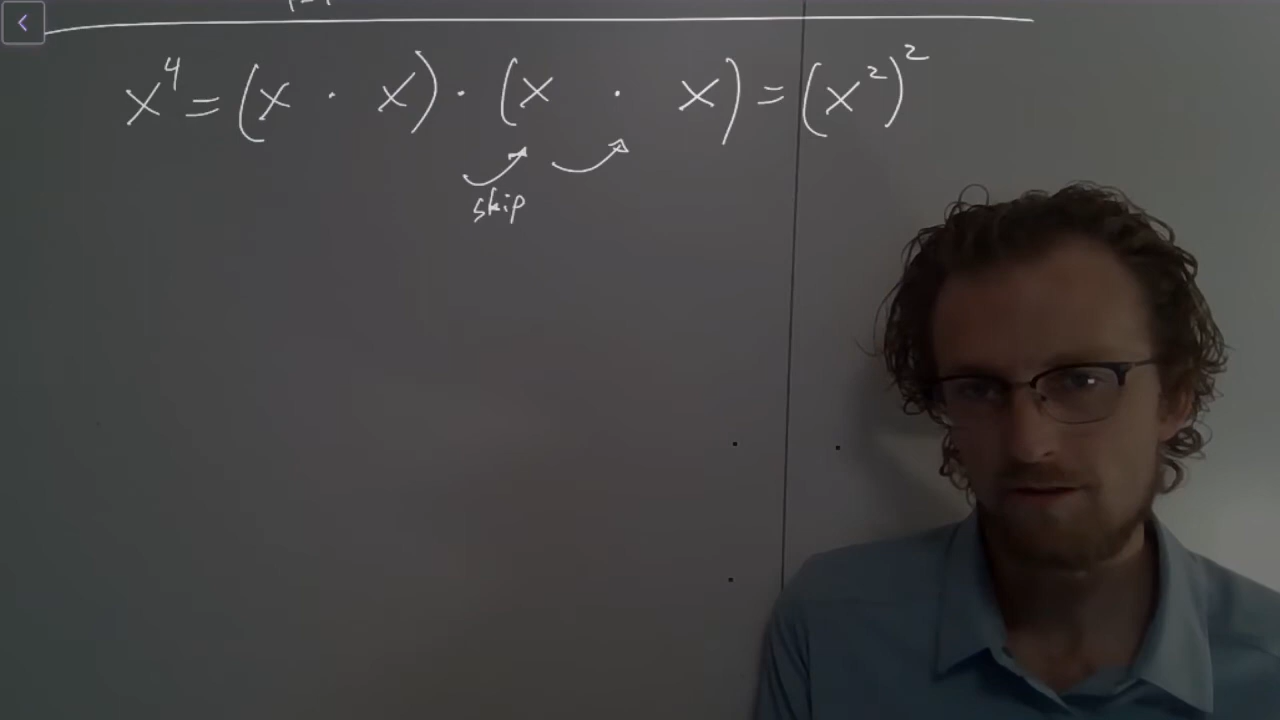 x⁴ = (x · x) · (x · x) = (x²)²
skip